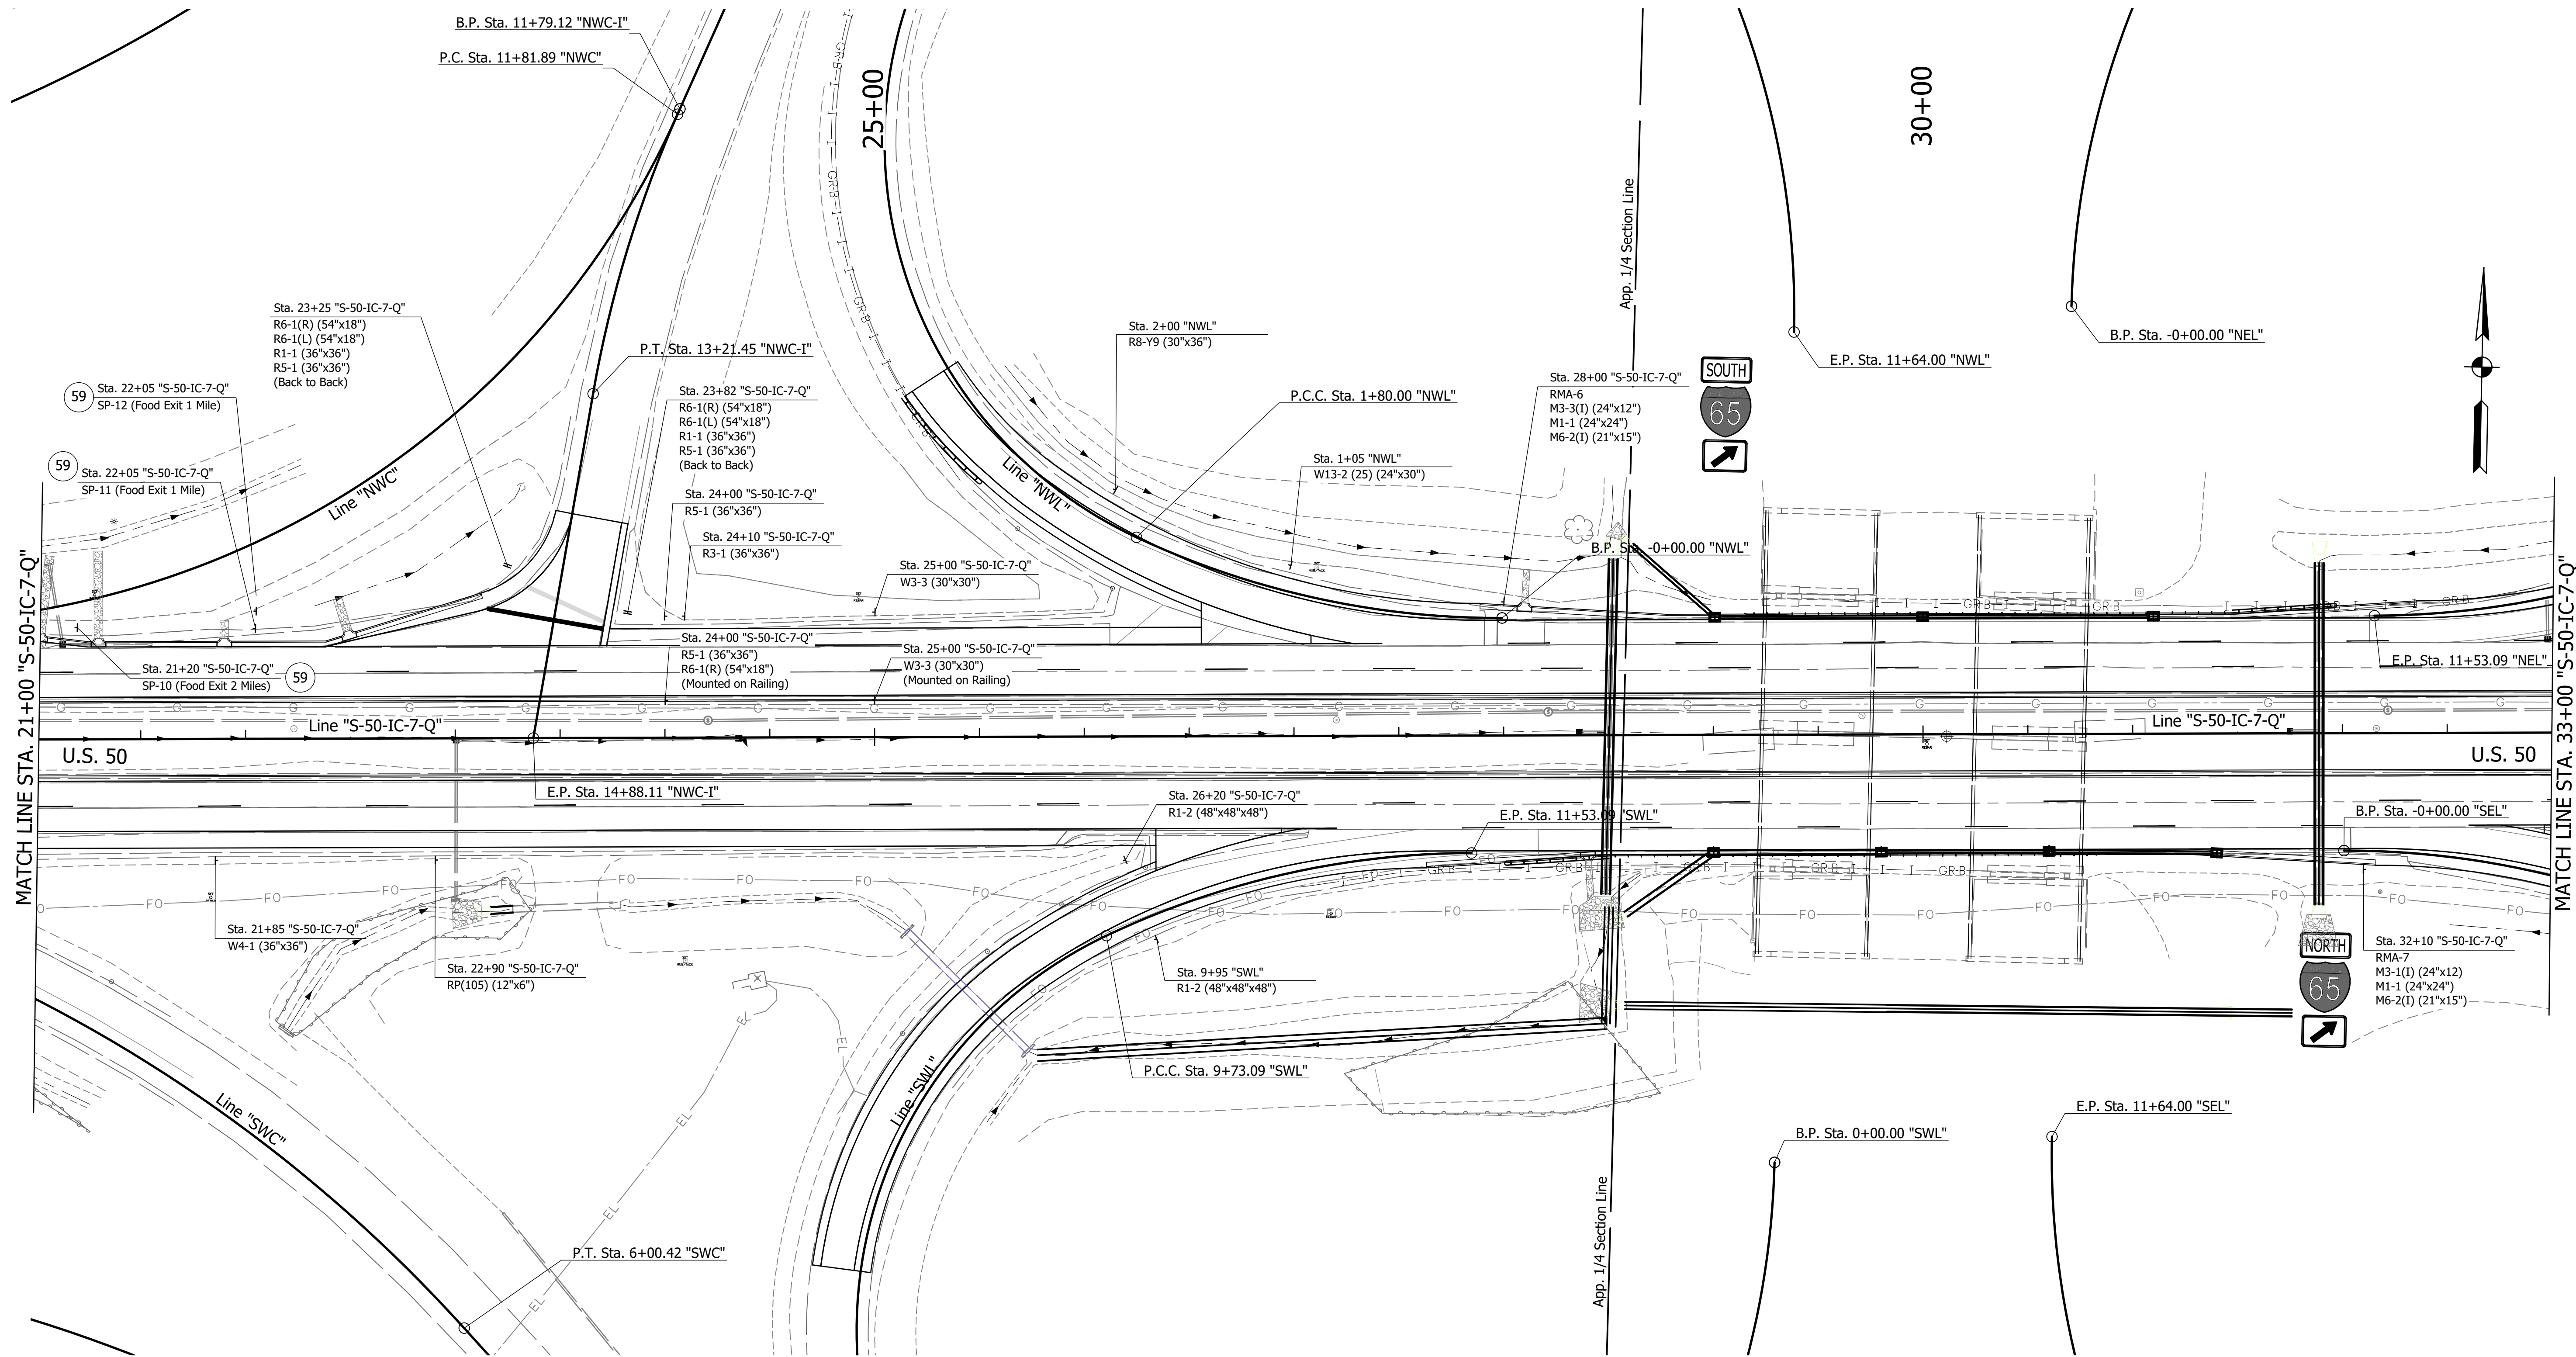 B.P. Sta. 11+79.12 "NWC-I"
P.C. Sta. 11+81.89 "NWC"
25+00
30+00
App. 1/4 Section Line
B.P. Sta. -0+00.00 "NEL"
E.P. Sta. 11+64.00 "NWL"
Sta. 23+25 "S-50-IC-7-Q"
R6-1(R) (54"x18")
R6-1(L) (54"x18")
R1-1 (36"x36")
R5-1 (36"x36")
(Back to Back)
P.T. Sta. 13+21.45 "NWC-I"
Sta. 2+00 "NWL"
R8-Y9 (30"x36")
59
Sta. 22+05 "S-50-IC-7-Q"
SP-12 (Food Exit 1 Mile)
Sta. 23+82 "S-50-IC-7-Q"
R6-1(R) (54"x18")
R6-1(L) (54"x18")
R1-1 (36"x36")
R5-1 (36"x36")
(Back to Back)
P.C.C. Sta. 1+80.00 "NWL"
Sta. 28+00 "S-50-IC-7-Q"
RMA-6
M3-3(I) (24"x12")
M1-1 (24"x24")
M6-2(I) (21"x15")
SOUTH
65
59
Sta. 22+05 "S-50-IC-7-Q"
SP-11 (Food Exit 1 Mile)
Line "NWC"
Line "NWL"
Sta. 1+05 "NWL"
W13-2 (25) (24"x30")
Sta. 24+00 "S-50-IC-7-Q"
R5-1 (36"x36")
Sta. 24+10 "S-50-IC-7-Q"
R3-1 (36"x36")
Sta. 25+00 "S-50-IC-7-Q"
W3-3 (30"x30")
B.P. Sta. -0+00.00 "NWL"
Sta. 21+20 "S-50-IC-7-Q"
SP-10 (Food Exit 2 Miles)
59
Sta. 24+00 "S-50-IC-7-Q"
R5-1 (36"x36")
R6-1(R) (54"x18")
(Mounted on Railing)
Sta. 25+00 "S-50-IC-7-Q"
W3-3 (30"x30")
(Mounted on Railing)
E.P. Sta. 11+53.09 "NEL"
MATCH LINE STA. 21+00 "S-50-IC-7-Q"
MATCH LINE STA. 33+00 "S-50-IC-7-Q"
Line "S-50-IC-7-Q"
Line "S-50-IC-7-Q"
U.S. 50
U.S. 50
E.P. Sta. 14+88.11 "NWC-I"
Sta. 26+20 "S-50-IC-7-Q"
R1-2 (48"x48"x48")
E.P. Sta. 11+53.09 "SWL"
B.P. Sta. -0+00.00 "SEL"
Sta. 21+85 "S-50-IC-7-Q"
W4-1 (36"x36")
Sta. 22+90 "S-50-IC-7-Q"
RP(105) (12"x6")
Sta. 9+95 "SWL"
R1-2 (48"x48"x48")
NORTH
65
Sta. 32+10 "S-50-IC-7-Q"
RMA-7
M3-1(I) (24"x12)
M1-1 (24"x24")
M6-2(I) (21"x15")
P.C.C. Sta. 9+73.09 "SWL"
Line "SWL"
Line "SWC"
E.P. Sta. 11+64.00 "SEL"
B.P. Sta. 0+00.00 "SWL"
App. 1/4 Section Line
P.T. Sta. 6+00.42 "SWC"